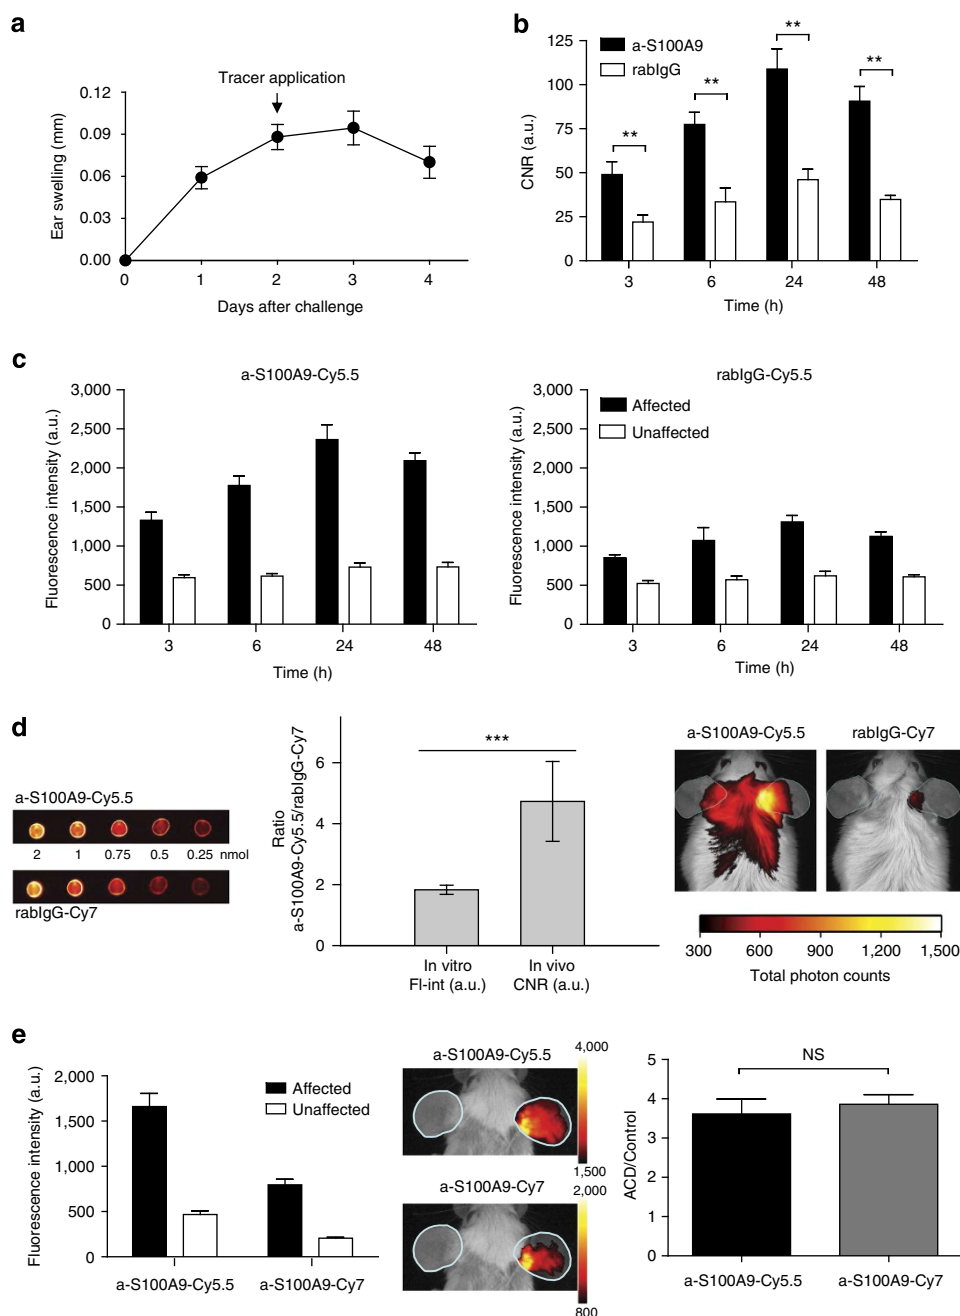 a
Tracer application
Ear swelling (mm)
0.12
0.09
0.06
0.03
0.00
0 1 2 3 4
Days after challenge
b
a-S100A9
rabIgG
CNR (a.u.)
125
100
75
50
25
0
** ** ** **
3 6 24 48
Time (h)
c
a-S100A9-Cy5.5
Fluorescence intensity (a.u.)
3,000
2,500
2,000
1,500
1,000
500
0
3 6 24 48
Time (h)
rabIgG-Cy5.5
Affected
Unaffected
Fluorescence intensity (a.u.)
3,000
2,500
2,000
1,500
1,000
500
0
3 6 24 48
Time (h)
d
a-S100A9-Cy5.5
2 1 0.75 0.5 0.25 nmol
rabIgG-Cy7
Ratio
a-S100A9-Cy5.5/rabIgG-Cy7
6
4
2
0
***
In vitro
Fl-int (a.u.)
In vivo
CNR (a.u.)
a-S100A9-Cy5.5
rabIgG-Cy7
300 600 900 1,200 1,500
Total photon counts
e
Fluorescence intensity (a.u.)
2,000
1,500
1,000
500
0
Affected
Unaffected
a-S100A9-Cy5.5 a-S100A9-Cy7
a-S100A9-Cy5.5
4,000
1,500
a-S100A9-Cy7
2,000
800
ACD/Control
5
4
3
2
1
0
NS
a-S100A9-Cy5.5 a-S100A9-Cy7